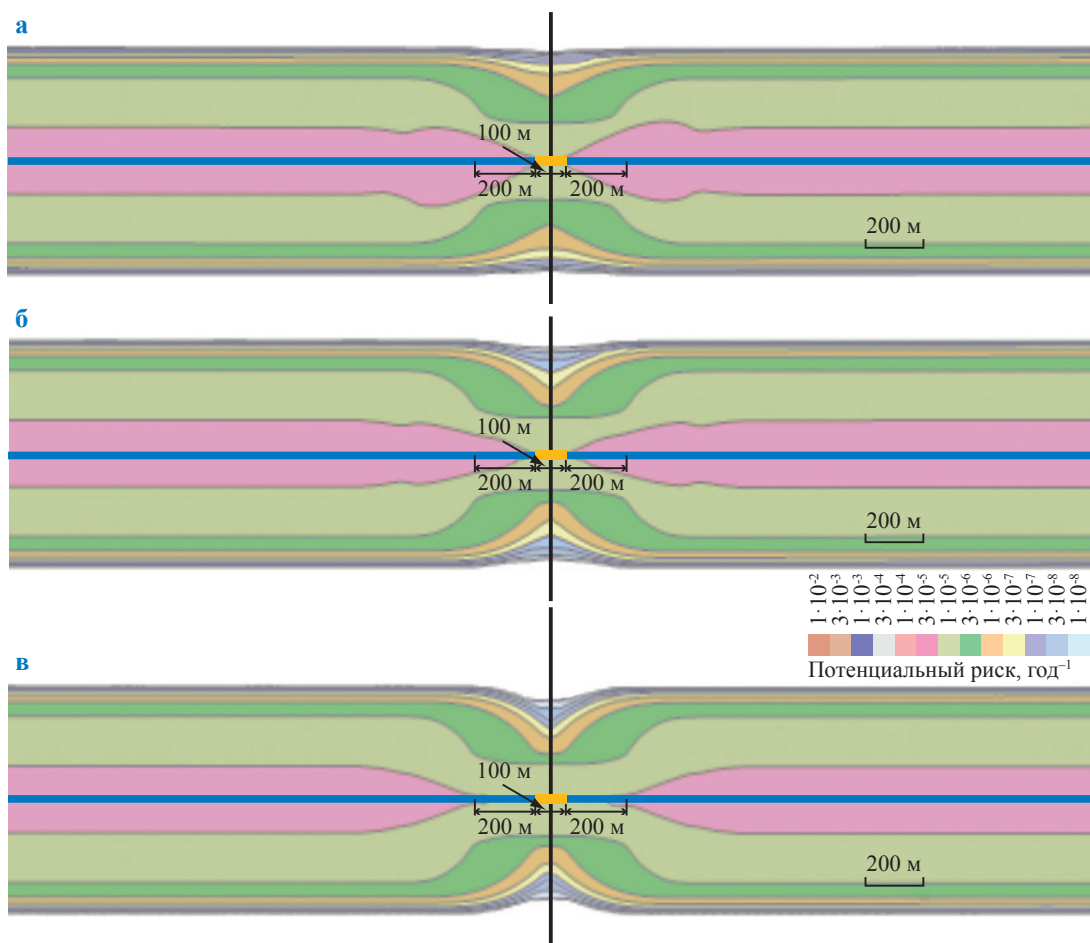 а
100 м
200 м 200 м
200 м
б
100 м
200 м 200 м
200 м
1·10⁻² 3·10⁻³ 1·10⁻³ 3·10⁻⁴ 1·10⁻⁴ 3·10⁻⁵ 1·10⁻⁵ 3·10⁻⁶ 1·10⁻⁶ 3·10⁻⁷ 1·10⁻⁷ 3·10⁻⁸ 1·10⁻⁸
Потенциальный риск, год⁻¹
в
100 м
200 м 200 м
200 м